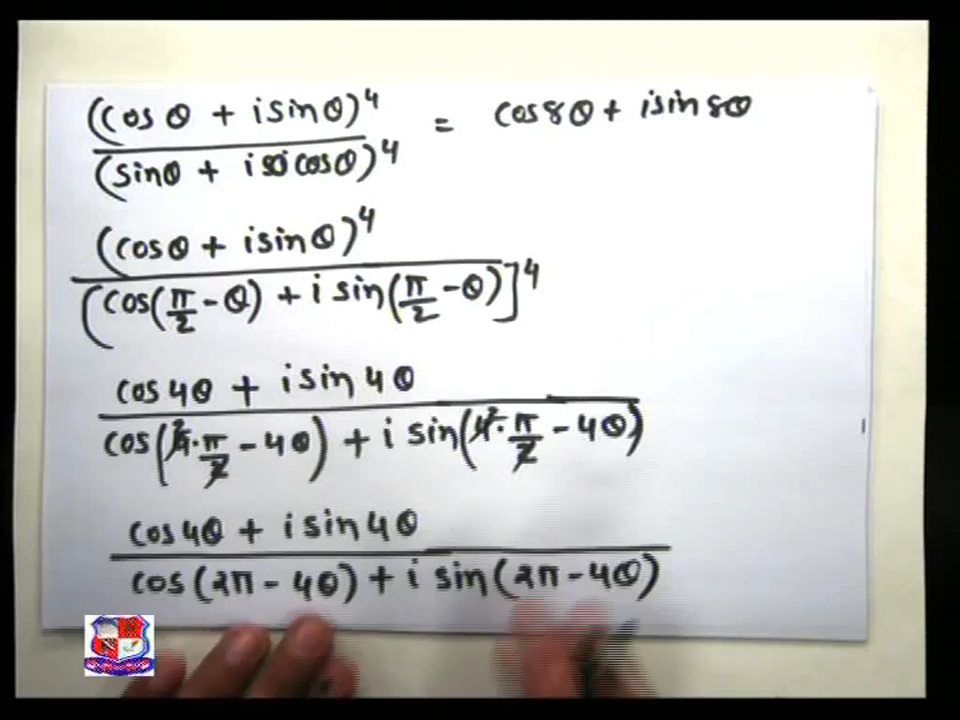 (cos θ + i sin θ)^4 / (sin θ + i cos θ)^4 = cos 8θ + i sin 8θ
(cos θ + i sin θ)^4 / [cos(π/2 - θ) + i sin(π/2 - θ)]^4
cos 4θ + i sin 4θ / cos(4·π/2 - 4θ) + i sin(4·π/2 - 4θ)
cos 4θ + i sin 4θ / cos(2π - 4θ) + i sin(2π - 4θ)